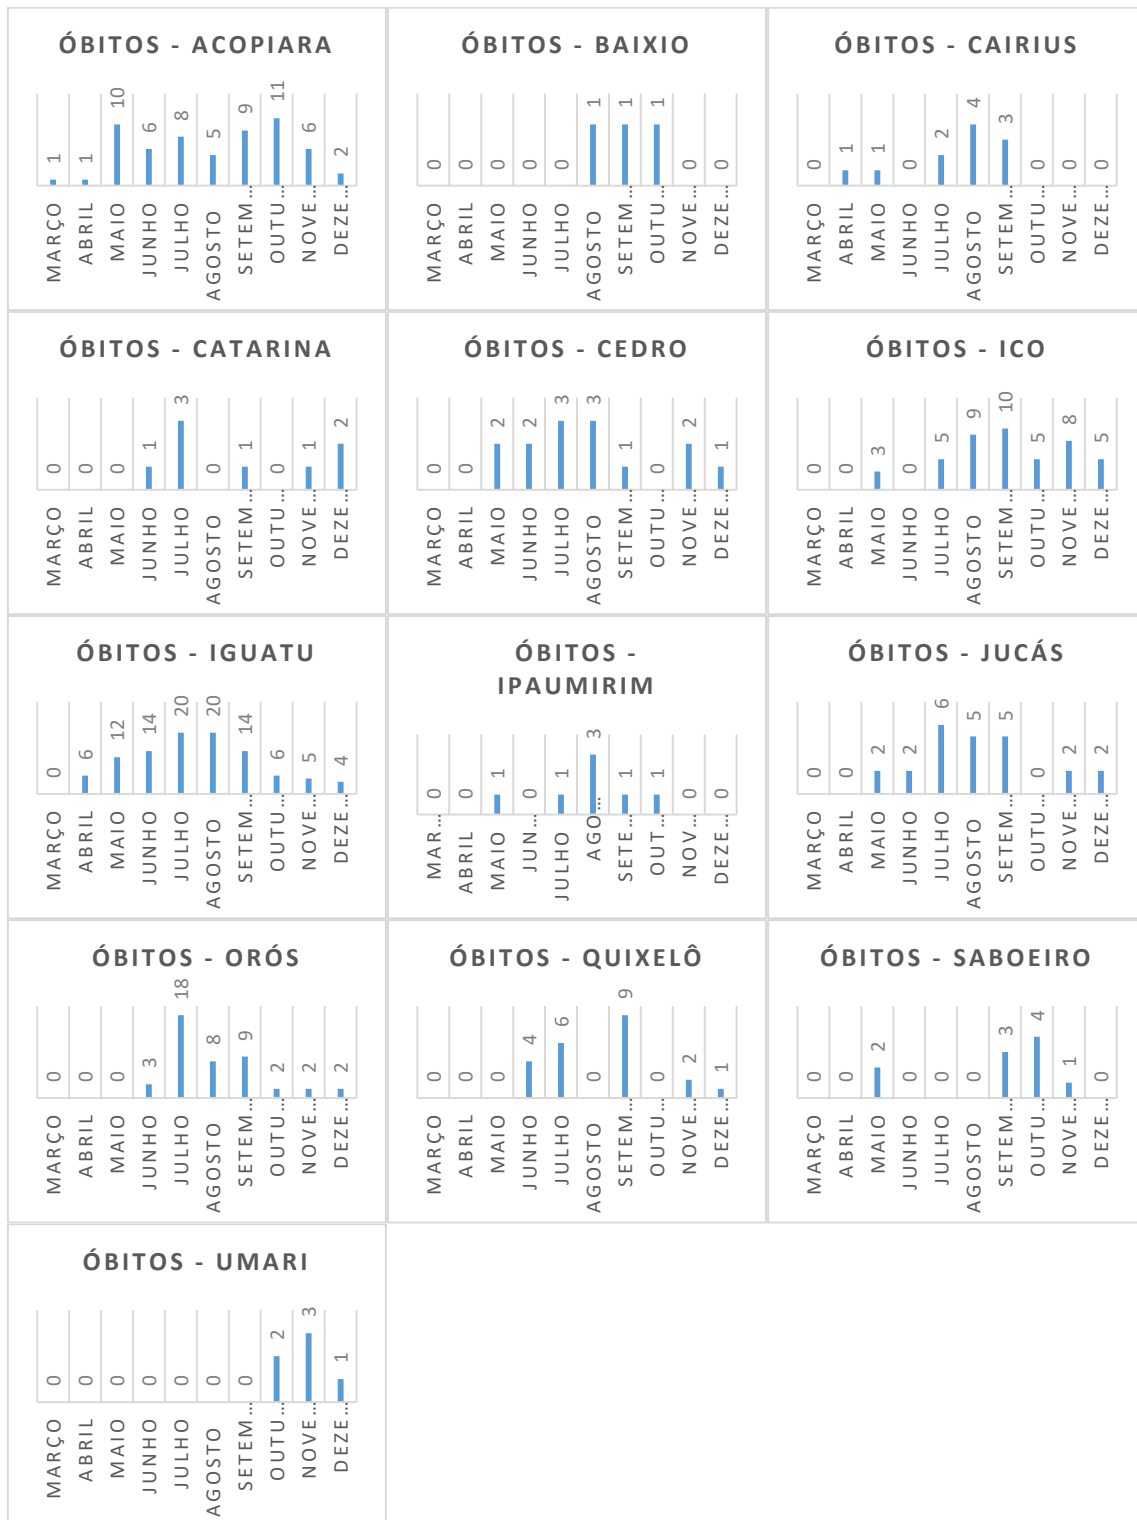 ÓBITOS - ACOPIARA
1 1 10 6 8 5 9 11 6 2
MARÇO ABRIL MAIO JUNHO JULHO AGOSTO SETEM... OUTU... NOVE... DEZE...
ÓBITOS - BAIXIO
0 0 0 0 0 1 1 1 0 0
MARÇO ABRIL MAIO JUNHO JULHO AGOSTO SETEM... OUTU... NOVE... DEZE...
ÓBITOS - CAIRIUS
0 1 1 0 2 4 3 0 0 0
MARÇO ABRIL MAIO JUNHO JULHO AGOSTO SETEM... OUTU... NOVE... DEZE...
ÓBITOS - CATARINA
0 0 0 1 3 0 1 0 1 2
MARÇO ABRIL MAIO JUNHO JULHO AGOSTO SETEM... OUTU... NOVE... DEZE...
ÓBITOS - CEDRO
0 0 2 2 3 3 1 0 2 1
MARÇO ABRIL MAIO JUNHO JULHO AGOSTO SETEM... OUTU... NOVE... DEZE...
ÓBITOS - ICO
0 0 3 0 5 9 10 5 8 5
MARÇO ABRIL MAIO JUNHO JULHO AGOSTO SETEM... OUTU... NOVE... DEZE...
ÓBITOS - IGUATU
0 6 12 14 20 20 14 6 5 4
MARÇO ABRIL MAIO JUNHO JULHO AGOSTO SETEM... OUTU... NOVE... DEZE...
ÓBITOS -
IPAUMIRIM
0 0 1 0 1 3 1 1 0 0
MAR... ABRIL MAIO JUN... JULHO AGO... SETE... OUT... NOV... DEZE...
ÓBITOS - JUCÁS
0 0 2 2 6 5 5 0 2 2
MARÇO ABRIL MAIO JUNHO JULHO AGOSTO SETEM... OUTU... NOVE... DEZE...
ÓBITOS - ORÓS
0 0 0 3 18 8 9 2 2 2
MARÇO ABRIL MAIO JUNHO JULHO AGOSTO SETEM... OUTU... NOVE... DEZE...
ÓBITOS - QUIXELÔ
0 0 0 4 6 0 9 0 2 1
MARÇO ABRIL MAIO JUNHO JULHO AGOSTO SETEM... OUTU... NOVE... DEZE...
ÓBITOS - SABOEIRO
0 0 2 0 0 0 3 4 1 0
MARÇO ABRIL MAIO JUNHO JULHO AGOSTO SETEM... OUTU... NOVE... DEZE...
ÓBITOS - UMARI
0 0 0 0 0 0 0 2 3 1
MARÇO ABRIL MAIO JUNHO JULHO AGOSTO SETEM... OUTU... NOVE... DEZE...